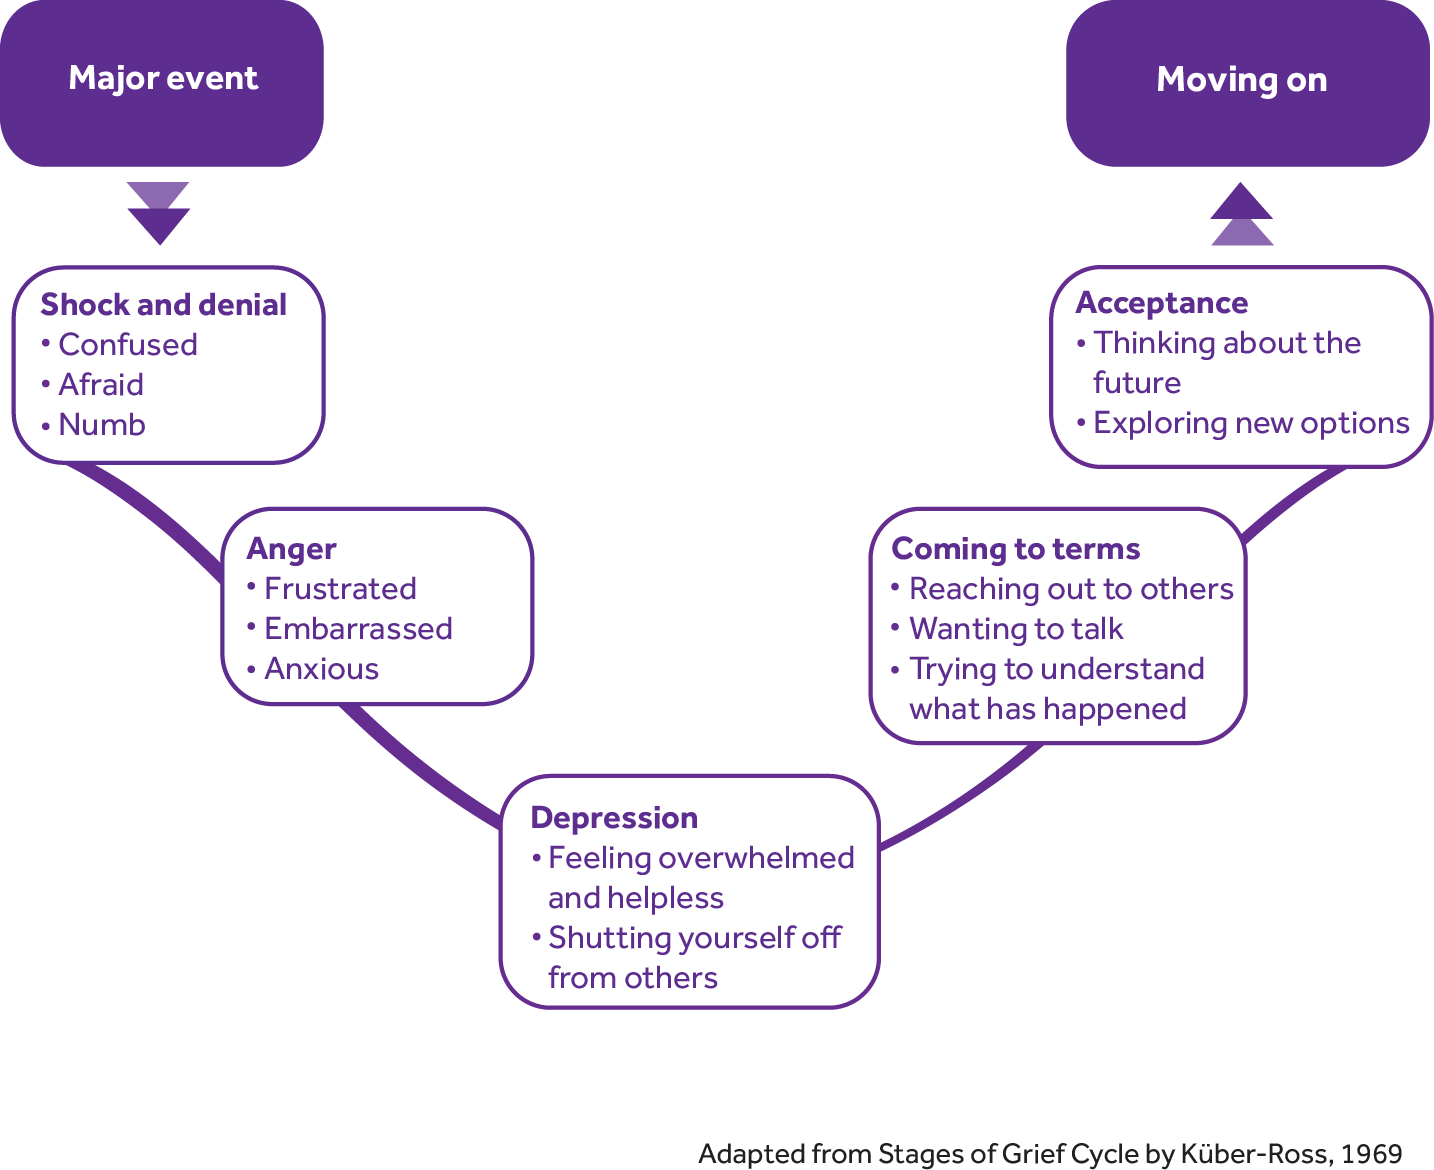 Major event
Shock and denial
• Confused
• Afraid
• Numb
Anger
• Frustrated
• Embarrassed
• Anxious
Depression
• Feeling overwhelmed
and helpless
• Shutting yourself off
from others
Coming to terms
• Reaching out to others
• Wanting to talk
• Trying to understand
what has happened
Acceptance
• Thinking about the
future
• Exploring new options
Moving on
Adapted from Stages of Grief Cycle by Küber-Ross, 1969